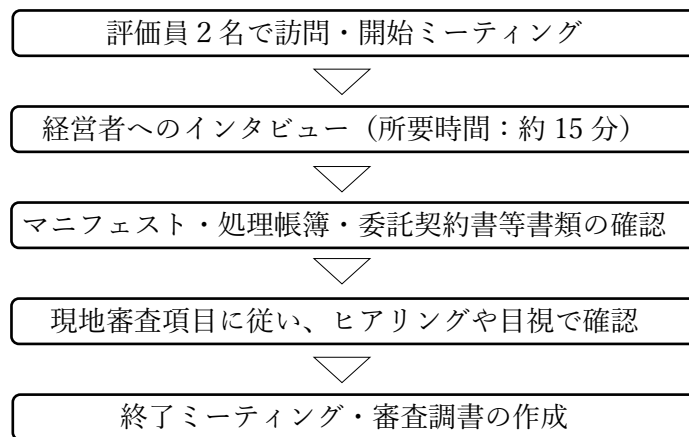 評価員２名で訪問・開始ミーティング
経営者へのインタビュー（所要時間：約 15 分）
マニフェスト・処理帳簿・委託契約書等書類の確認
現地審査項目に従い、ヒアリングや目視で確認
終了ミーティング・審査調書の作成